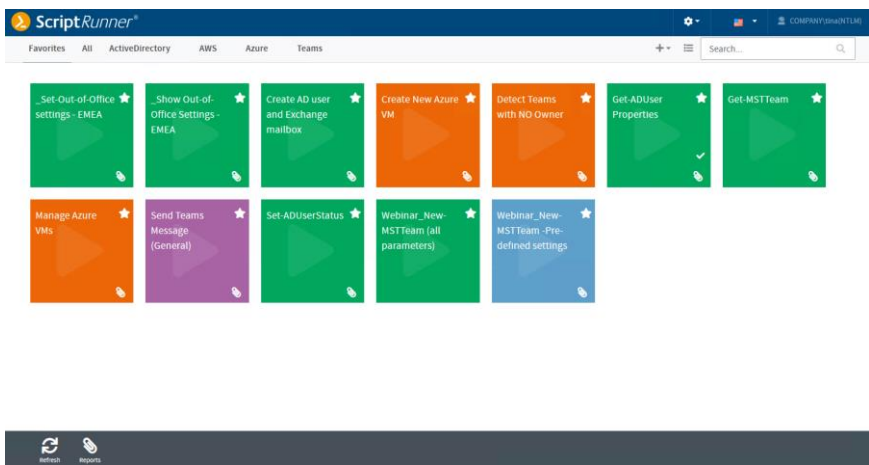 ScriptRunner®
COMPANY\tina(NTLM)
Favorites All ActiveDirectory AWS Azure Teams
Search...
_Set-Out-of-Office
settings - EMEA
_Show Out-of-
Office Settings -
EMEA
Create AD user
and Exchange
mailbox
Create New Azure
VM
Detect Teams
with NO Owner
Get-ADUser
Properties
Get-MSTTeam
Manage Azure
VMs
Send Teams
Message
(General)
Set-ADUserStatus
Webinar_New-
MSTTeam (all
parameters)
Webinar_New-
MSTTeam -Pre-
defined settings
Refresh Reports